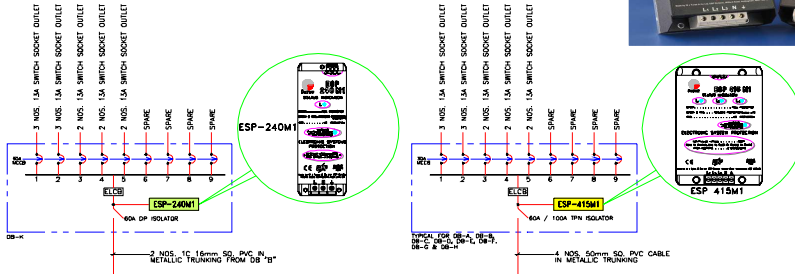 3 NOS. 13A SWITCH SOCKET OUTLET
3 NOS. 13A SWITCH SOCKET OUTLET
2 NOS. 13A SWITCH SOCKET OUTLET
2 NOS. 13A SWITCH SOCKET OUTLET
2 NOS. 13A SWITCH SOCKET OUTLET
SPARE
SPARE
SPARE
SPARE
MCCB
1 2 3 4 5 6 7 8 9
ELCB
ESP-240M1
60A DP ISOLATOR
DB-K
2 NOS. 1C 16mm SQ. PVC IN
METALLIC TRUNKING FROM DB "B"
ESP-240M1
ELECTRONIC SYSTEMS
PROTECTION
3 NOS. 13A SWITCH SOCKET OUTLET
3 NOS. 13A SWITCH SOCKET OUTLET
2 NOS. 13A SWITCH SOCKET OUTLET
2 NOS. 13A SWITCH SOCKET OUTLET
2 NOS. 13A SWITCH SOCKET OUTLET
SPARE
SPARE
SPARE
SPARE
MCCB
1 2 3 4 5 6 7 8 9
ELCB
ESP-415M1
60A / 100A TPN ISOLATOR
TYPICAL FOR DB-A, DB-B,
DB-C, DB-D, DB-E, DB-F,
DB-G & DB-H
4 NOS. 50mm SQ. PVC CABLE
IN METALLIC TRUNKING
ELECTRONIC SYSTEM PROTECTION
ESP 415M1